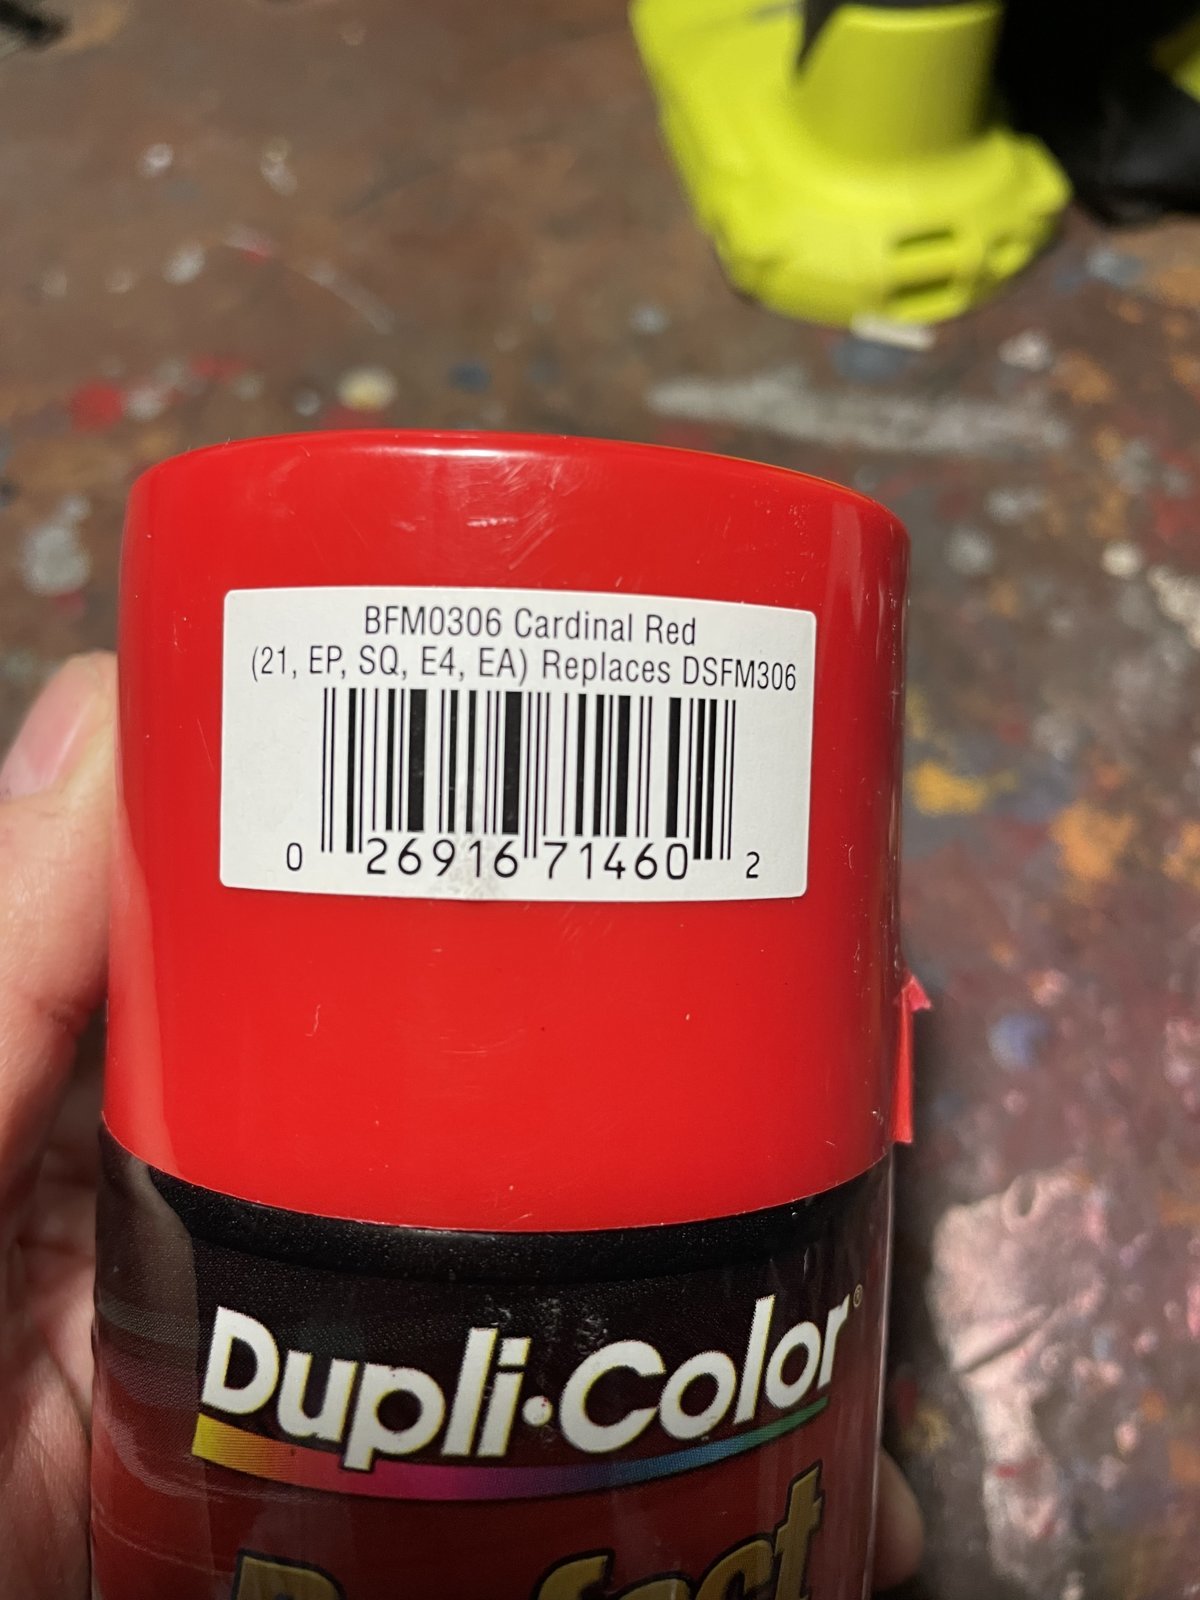 BFM0306 Cardinal Red
(21, EP, SQ, E4, EA) Replaces DSFM306
0 26916 71460 2
Dupli·Color®